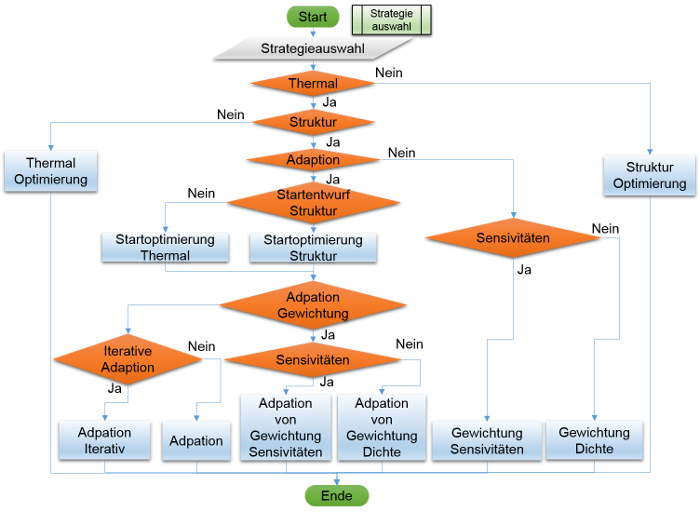 Start
Strategie
auswahl
Strategieauswahl
Thermal
Nein
Ja
Nein
Struktur
Ja
Adaption
Nein
Ja
Thermal
Optimierung
Struktur
Optimierung
Nein
Startentwurf
Struktur
Startoptimierung
Thermal
Startoptimierung
Struktur
Sensivitäten
Nein
Ja
Adpation
Gewichtung
Ja
Iterative
Adaption
Nein
Ja
Sensivitäten
Nein
Ja
Adpation
Iterativ
Adpation
Adpation
von
Gewichtung
Sensivitäten
Adpation
von
Gewichtung
Dichte
Gewichtung
Sensivitäten
Gewichtung
Dichte
Ende